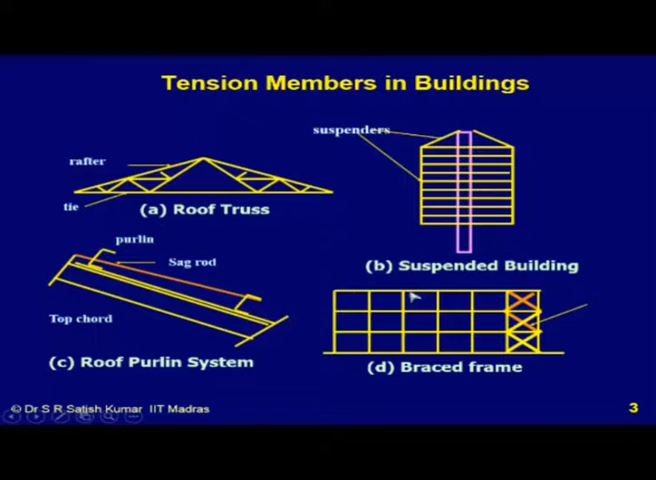 Tension Members in Buildings
suspenders
rafter
tie
(a) Roof Truss
purlin
Sag rod
(b) Suspended Building
Top chord
(c) Roof Purlin System
(d) Braced frame
© Dr S R Satish Kumar IIT Madras
3